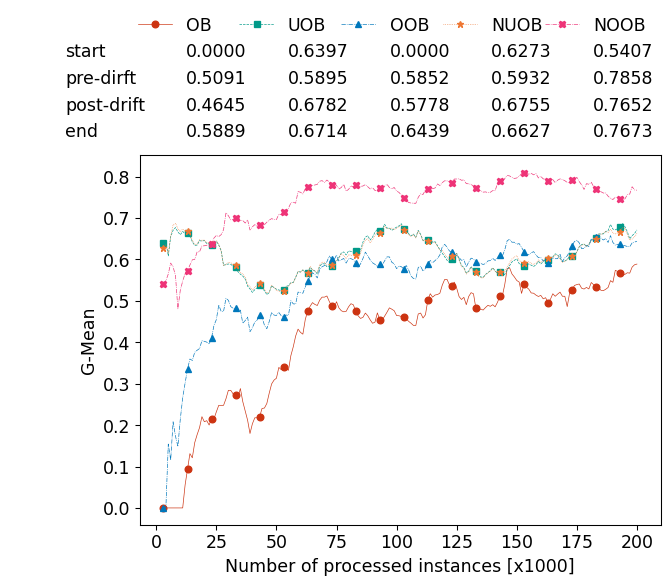 OB UOB OOB NUOB NOOB
start 0.0000 0.6397 0.0000 0.6273 0.5407
pre-dirft 0.5091 0.5895 0.5852 0.5932 0.7858
post-drift 0.4645 0.6782 0.5778 0.6755 0.7652
end 0.5889 0.6714 0.6439 0.6627 0.7673
0.8
0.7
0.6
0.5
0.4
0.3
0.2
0.1
0.0
G-Mean
0 25 50 75 100 125 150 175 200
Number of processed instances [x1000]